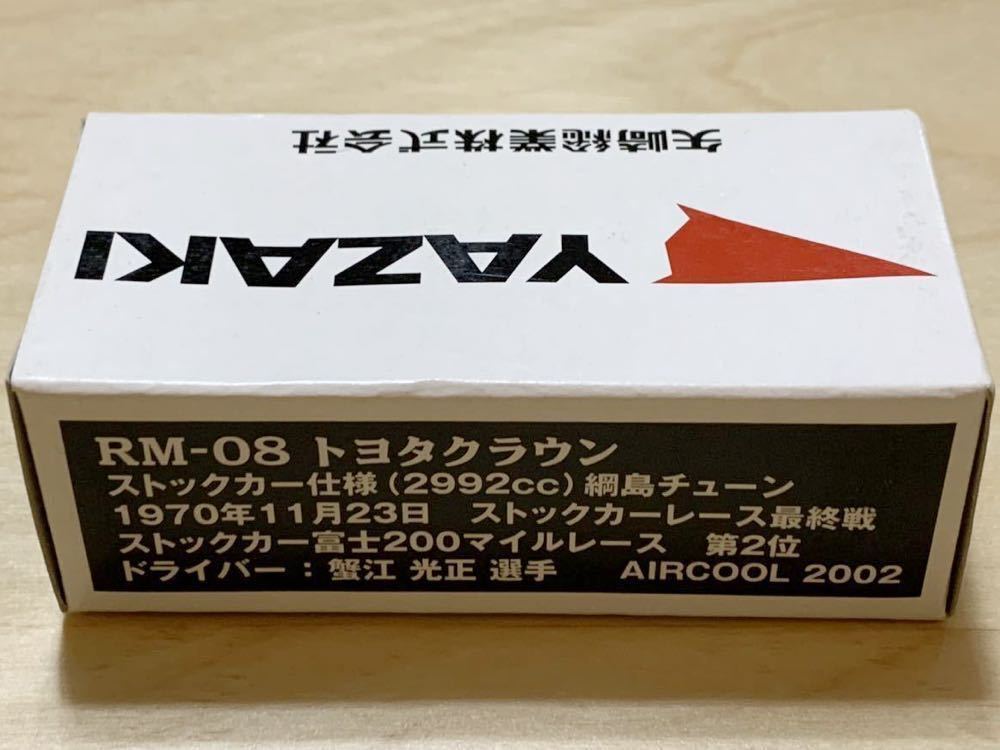 矢崎総業株式会社
YAZAKI
RM-08 トヨタクラウン
ストックカー仕様(2992cc)綱島チューン
1970年11月23日　ストックカーレース最終戦
ストックカー富士200マイルレース　第2位
ドライバー:蟹江 光正 選手　AIRCOOL 2002